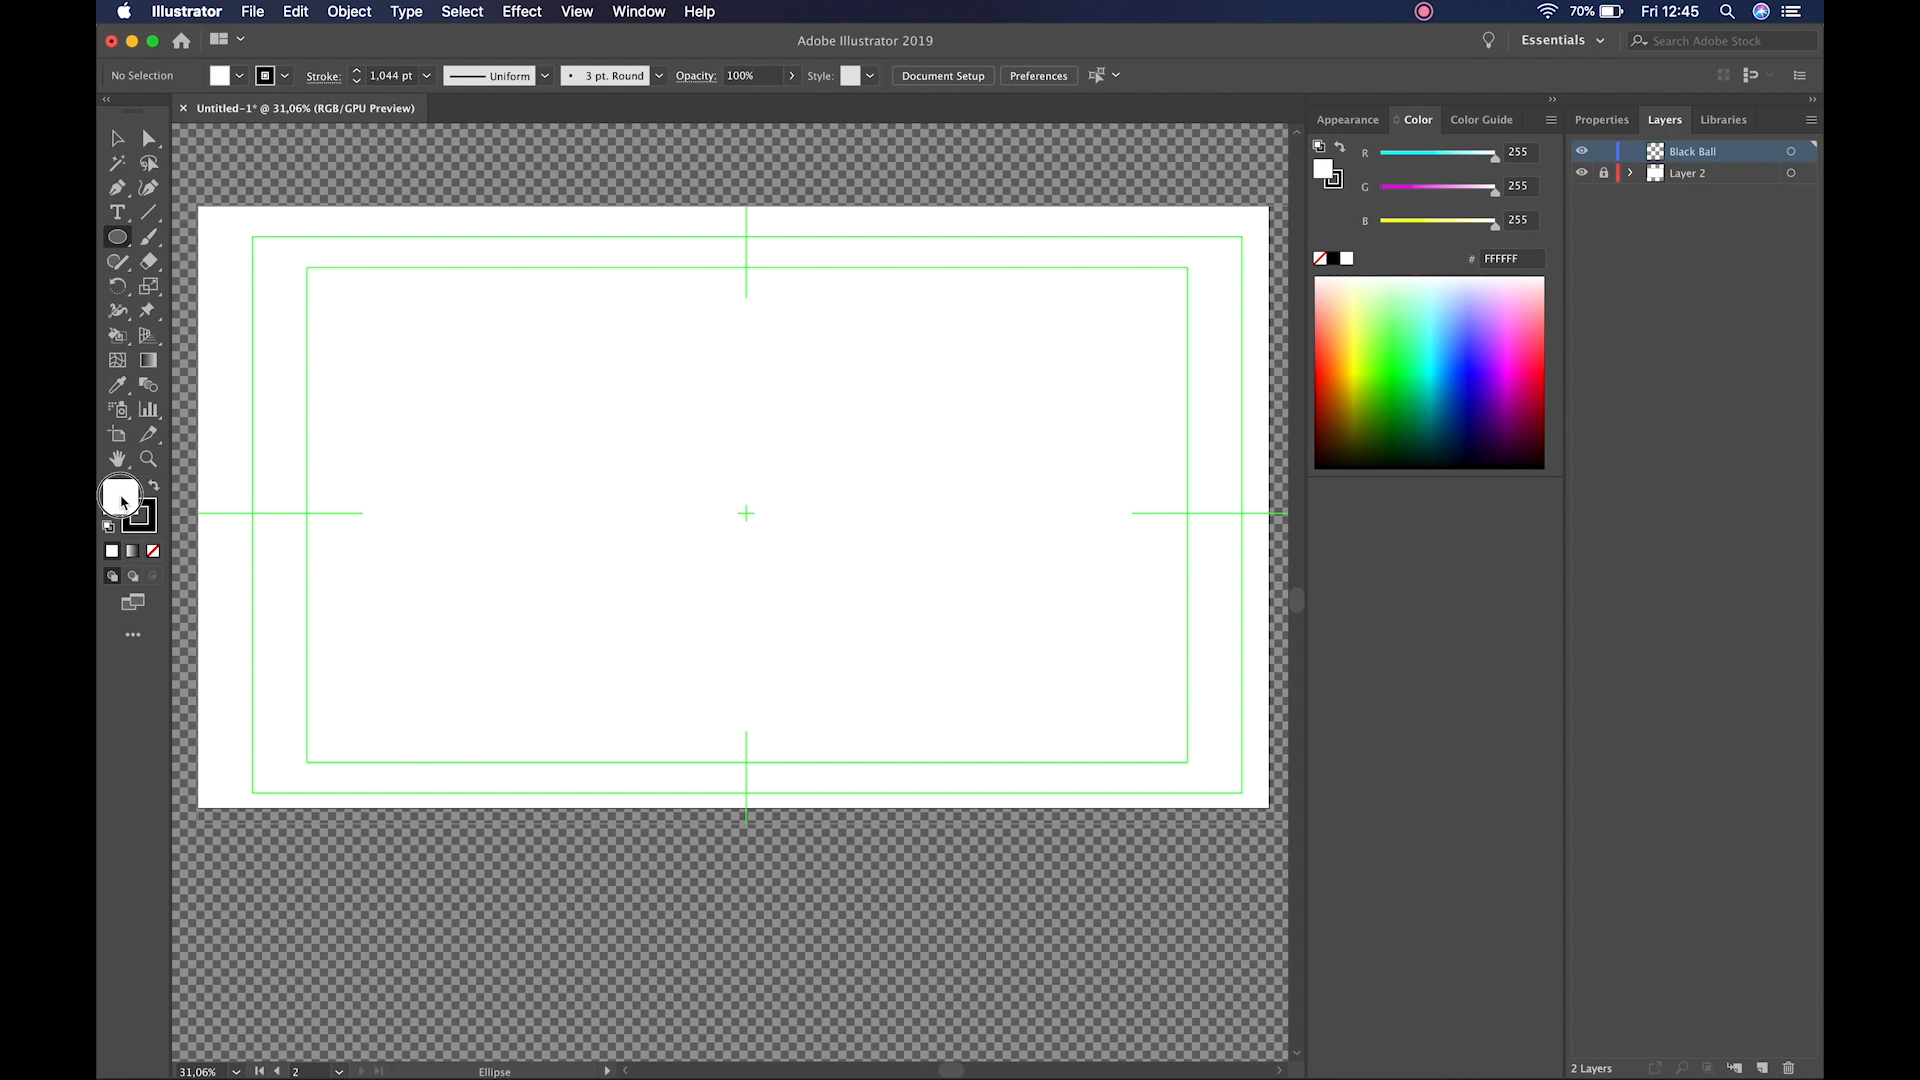 Illustrator File Edit Object Type Select Effect View Window Help 70% Fri 12:45
Adobe Illustrator 2019 Essentials Search Adobe Stock
No Selection Stroke: 1,044 pt Uniform 3 pt. Round Opacity: 100% Style: Document Setup Preferences
Untitled-1* @ 31,06% (RGB/GPU Preview)
Appearance Color Color Guide Properties Layers Libraries
R 255 Black Ball
Layer 2
G 255
B 255
# FFFFFF
31,06% 2 Ellipse 2 Layers